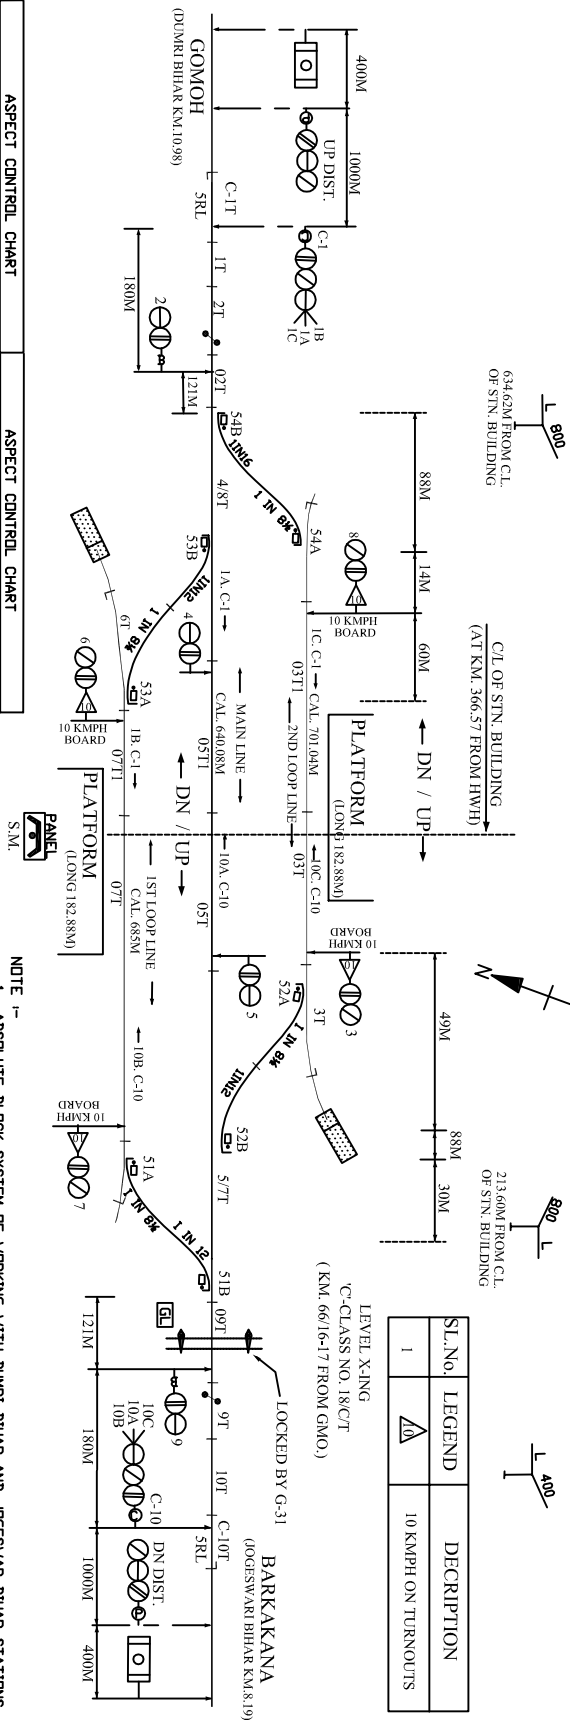 GOMOH
(DUMRI BIHAR KM.10.98)
400M
1000M
UP DIST.
P
C-1T
5RL
C-1
C
1B
1A
1C
1T
2T
180M
2
02T
121M
634.62M FROM C.L.
OF STN. BUILDING
L 800
54B
1IN16
1 IN 8½
54A
4/8T
88M
14M
60M
8
10
10 KMPH
BOARD
53B
1IN12
1 IN 8½
53A
6T
6
10
10 KMPH
BOARD
4
1A. C-1
1C. C-1
03T1
CAL. 701.04M
2ND LOOP LINE
MAIN LINE
CAL. 640.08M
05T1
1B. C-1
07T1
C/L OF STN. BUILDING
(AT KM. 366.57 FROM HWH)
DN / UP
PLATFORM
(LONG 182.88M)
DN / UP
PLATFORM
(LONG 182.88M)
PANEL
S.M.
10C. C-10
03T
10A. C-10
05T
07T
1ST LOOP LINE
CAL. 685M
10B. C-10
N
10 KMPH
BOARD
10
3
3T
5
52A
1 IN 8½
1IN12
52B
5/7T
49M
88M
30M
10 KMPH
BOARD
10
7
51A
1 IN 8½
1 IN 12
51B
213.60M FROM C.L.
OF STN. BUILDING
800 L
09T
GL
121M
LEVEL X-ING
'C'-CLASS NO. 18/C/T
( KM. 66/16-17 FROM GMO.)
LOCKED BY G-31
9
9T
10T
180M
10C
10A
10B
C-10
C
C-10T
5RL
DN DIST.
P
1000M
400M
BARKAKANA
(JOGESWARI BIHAR KM.8.19)
L 400
SL.No. LEGEND DECRIPTION
1 10 10 KMPH ON TURNOUTS
ASPECT CONTROL CHART
ASPECT CONTROL CHART
NOTE :-